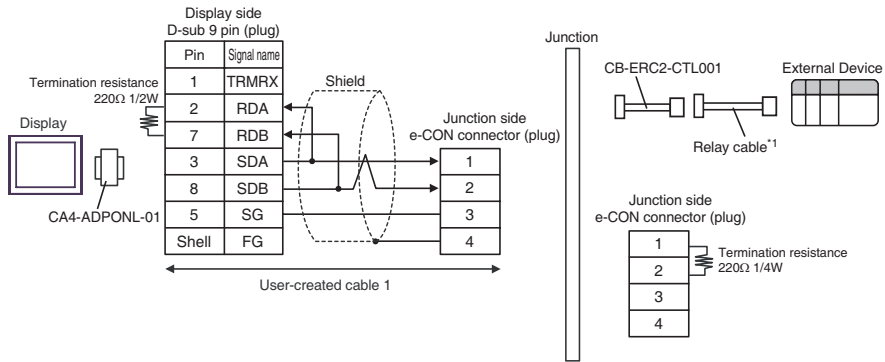 Display side
D-sub 9 pin (plug)
Pin Signal name
1 TRMRX
2 RDA
7 RDB
3 SDA
8 SDB
5 SG
Shell FG
Termination resistance
220Ω 1/2W
Display
CA4-ADPONL-01
Shield
Junction side
e-CON connector (plug)
1
2
3
4
User-created cable 1
Junction
CB-ERC2-CTL001
External Device
Relay cable*1
Junction side
e-CON connector (plug)
1
2
3
4
Termination resistance
220Ω 1/4W